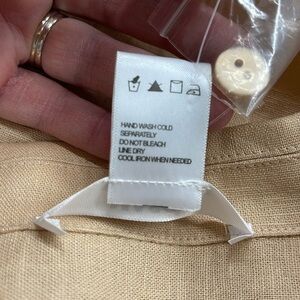 HAND WASH COLD
SEPARATELY
DO NOT BLEACH
LINE DRY
COOL IRON WHEN NEEDED